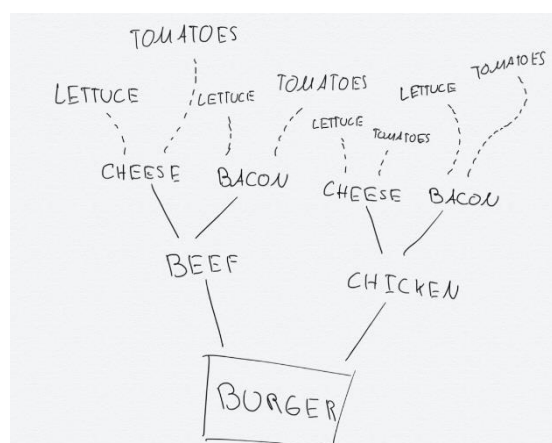 TOMATOES
LETTUCE
LETTUCE
TOMATOES
LETTUCE
TOMATOES
LETTUCE
TOMATOES
CHEESE
BACON
CHEESE
BACON
BEEF
CHICKEN
BURGER